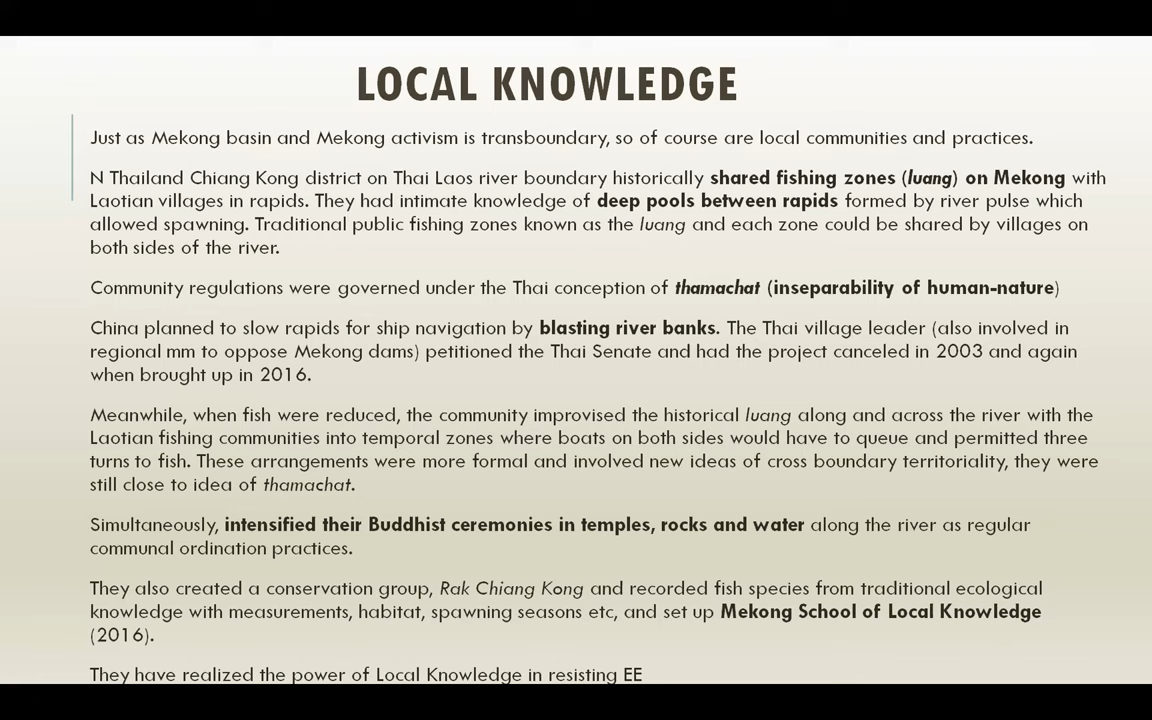 LOCAL KNOWLEDGE
Just as Mekong basin and Mekong activism is transboundary, so of course are local communities and practices.
N Thailand Chiang Kong district on Thai Laos river boundary historically shared fishing zones (luang) on Mekong with
Laotian villages in rapids. They had intimate knowledge of deep pools between rapids formed by river pulse which
allowed spawning. Traditional public fishing zones known as the luang and each zone could be shared by villages on
both sides of the river.
Community regulations were governed under the Thai conception of thamachat (inseparability of human-nature)
China planned to slow rapids for ship navigation by blasting river banks. The Thai village leader (also involved in
regional mm to oppose Mekong dams) petitioned the Thai Senate and had the project canceled in 2003 and again
when brought up in 2016.
Meanwhile, when fish were reduced, the community improvised the historical luang along and across the river with the
Laotian fishing communities into temporal zones where boats on both sides would have to queue and permitted three
turns to fish. These arrangements were more formal and involved new ideas of cross boundary territoriality, they were
still close to idea of thamachat.
Simultaneously, intensified their Buddhist ceremonies in temples, rocks and water along the river as regular
communal ordination practices.
They also created a conservation group, Rak Chiang Kong and recorded fish species from traditional ecological
knowledge with measurements, habitat, spawning seasons etc, and set up Mekong School of Local Knowledge
(2016).
They have realized the power of Local Knowledge in resisting EE